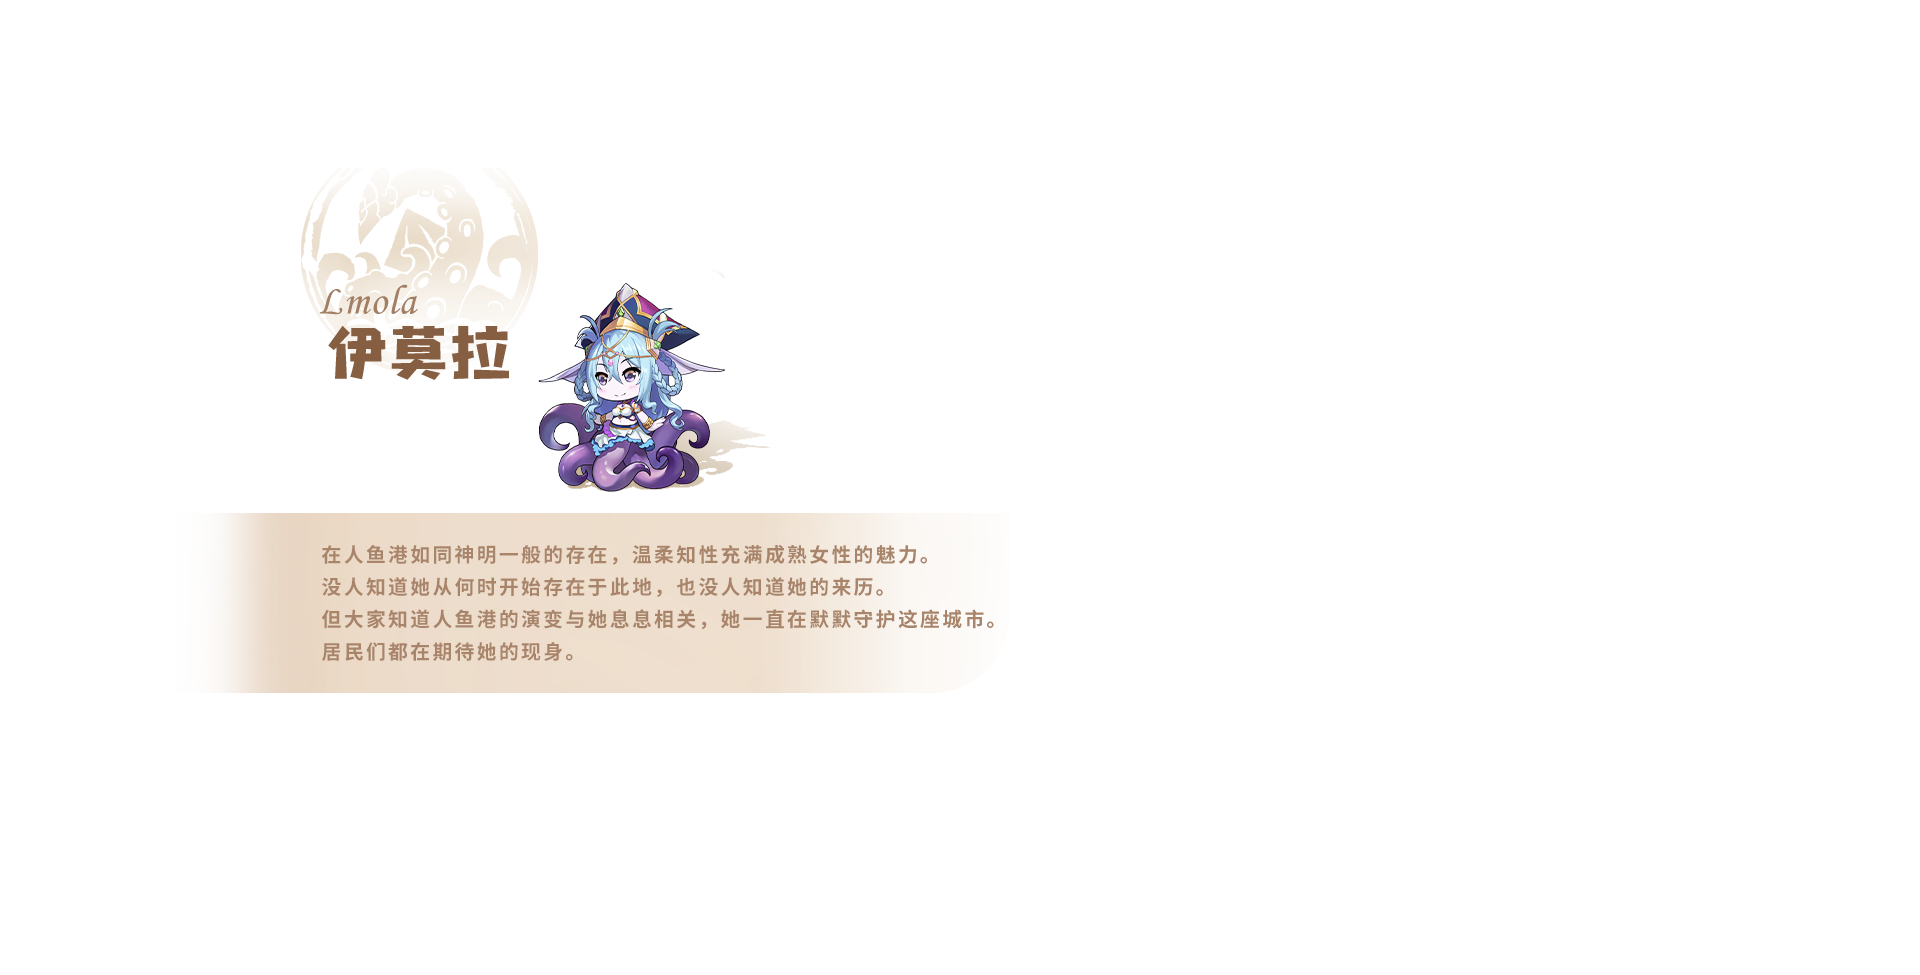 Lmola
伊莫拉
在人鱼港如同神明一般的存在，温柔知性充满成熟女性的魅力。
没人知道她从何时开始存在于此地，也没人知道她的来历。
但大家知道人鱼港的演变与她息息相关，她一直在默默守护这座城市。
居民们都在期待她的现身。